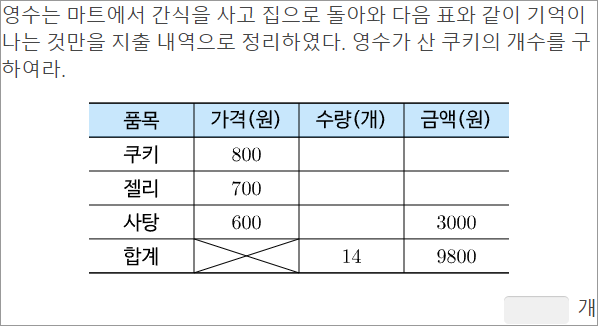 영수는 마트에서 간식을 사고 집으로 돌아와 다음 표와 같이 기억이
나는 것만을 지출 내역으로 정리하였다. 영수가 산 쿠키의 개수를 구
하여라.
품목 가격(원) 수량(개) 금액(원)
쿠키 800
젤리 700
사탕 600 3000
합계 14 9800
개